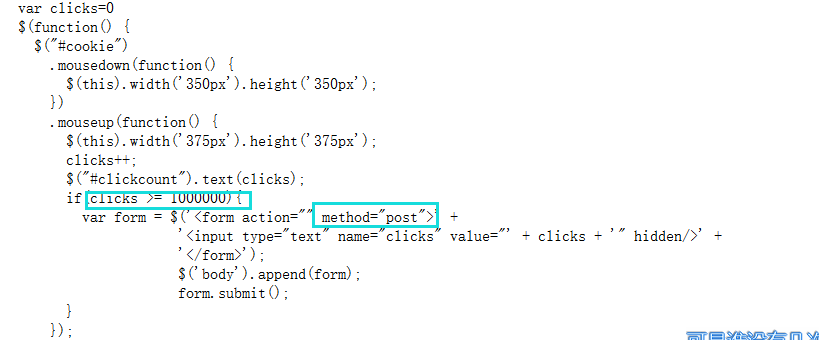 var clicks=0
$(function() {
$("#cookie")
.mousedown(function() {
$(this).width('350px').height('350px');
})
.mouseup(function() {
$(this).width('375px').height('375px');
clicks++;
$("#clickcount").text(clicks);
if(clicks >= 1000000){
var form = $('<form action="" method="post">' +
'<input type="text" name="clicks" value="' + clicks + '" hidden/>' +
'</form>');
$('body').append(form);
form.submit();
}
});